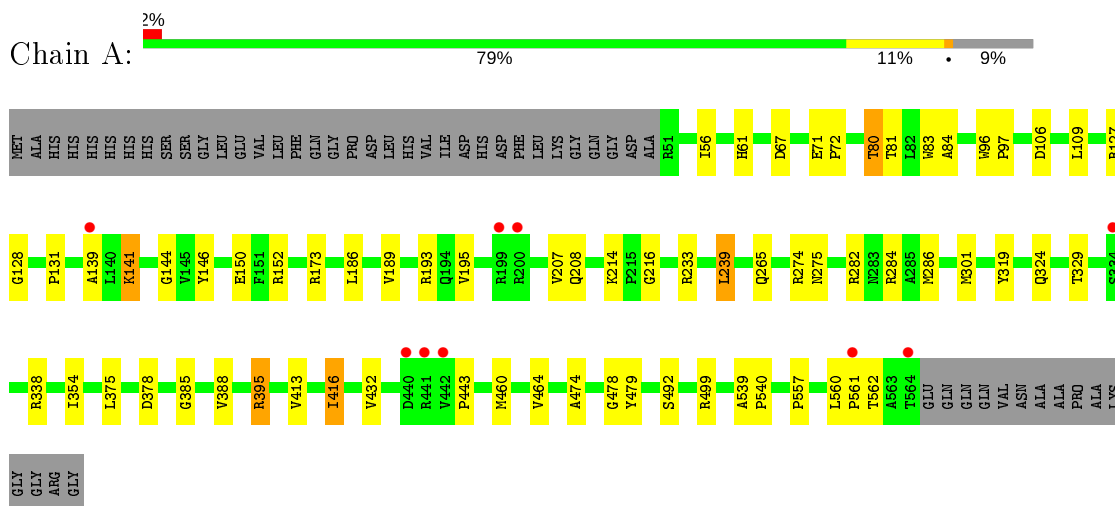 2%
Chain A:
79% 11% • 9%
MET ALA HIS HIS HIS HIS HIS HIS SER SER GLY LEU GLU VAL LEU PHE GLN GLY PRO ASP LEU HIS VAL ILE ASP HIS ASP PHE LEU LYS GLY GLN GLY ASP ALA R51 I56 H61 D67 E71 P72 T80 T81 L82 W83 A84 W96 P97 D106 L109 R127
G128 P131 A139 L140 K141 G144 V145 Y146 E150 F151 R152 R173 L186 V189 R193 Q194 V195 R199 R200 V207 Q208 K214 P215 G216 R233 L239 Q265 R274 N275 R282 N283 R284 A285 M286 M301 Y319 Q324 T329 S334
R338 I354 L375 D378 G385 V388 R395 V413 I416 V432 D440 R441 V442 P443 M460 V464 A474 G478 Y479 S492 R499 A539 P540 P557 L560 P561 T562 A563 T564 GLU GLN GLN GLN VAL ASN ALA ALA PRO ALA LYS
GLY GLY ARG GLY